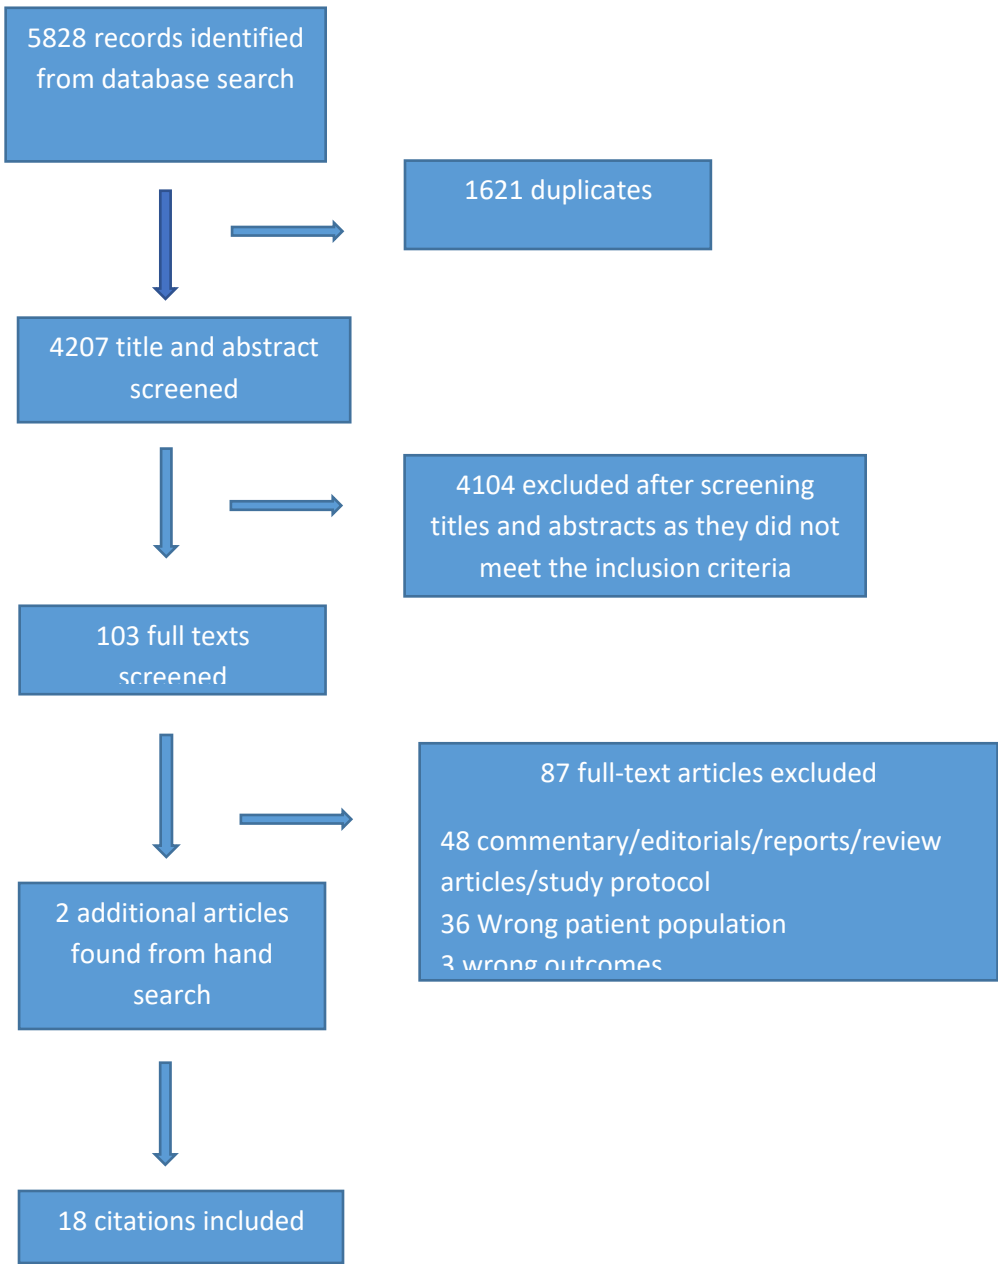 5828 records identified
from database search
1621 duplicates
4207 title and abstract
screened
4104 excluded after screening
titles and abstracts as they did not
meet the inclusion criteria
103 full texts
screened
87 full-text articles excluded
48 commentary/editorials/reports/review
articles/study protocol
36 Wrong patient population
3 wrong outcomes
2 additional articles
found from hand
search
18 citations included